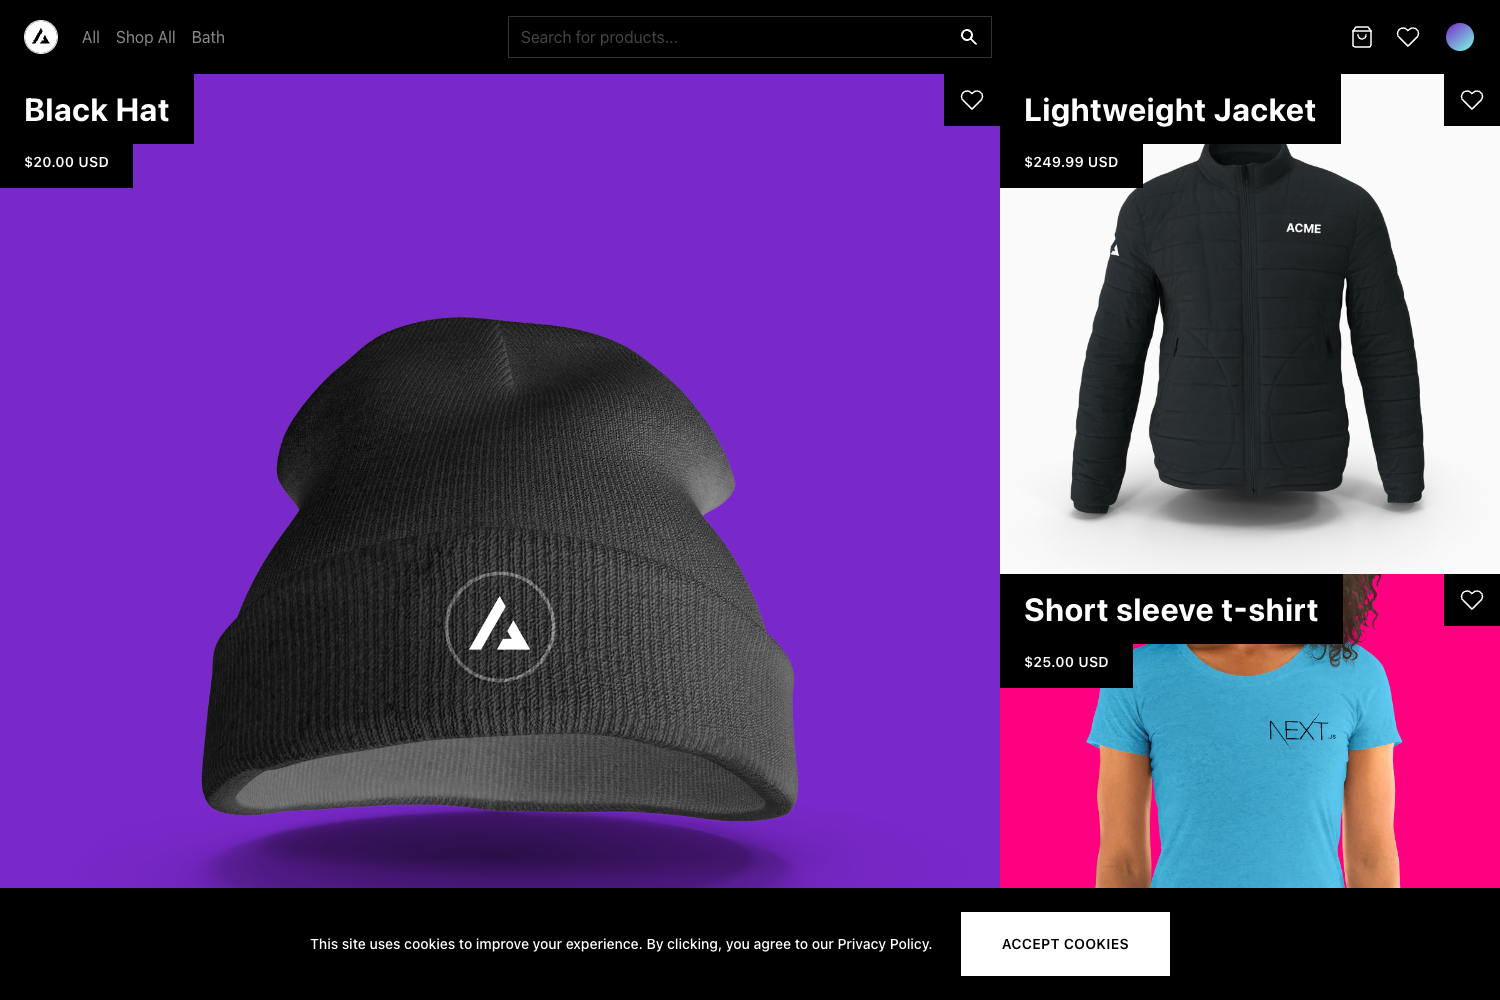 All
Shop All
Bath
Search for products...
Black Hat
$20.00 USD
Lightweight Jacket
$249.99 USD
ACME
Short sleeve t-shirt
$25.00 USD
NEXT.JS
This site uses cookies to improve your experience. By clicking, you agree to our Privacy Policy.
ACCEPT COOKIES